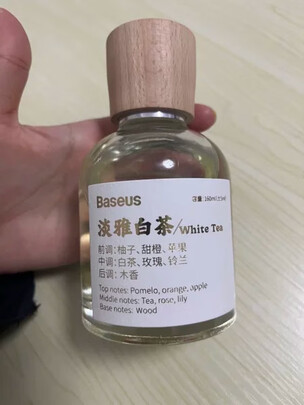 Baseus
淡雅白茶/White Tea
前调:柚子、甜橙、苹果
中调:白茶、玫瑰、铃兰
后调:木香
Top notes: Pomelo, orange, apple
Middle notes: Tea, rose, lily
Base notes: Wood